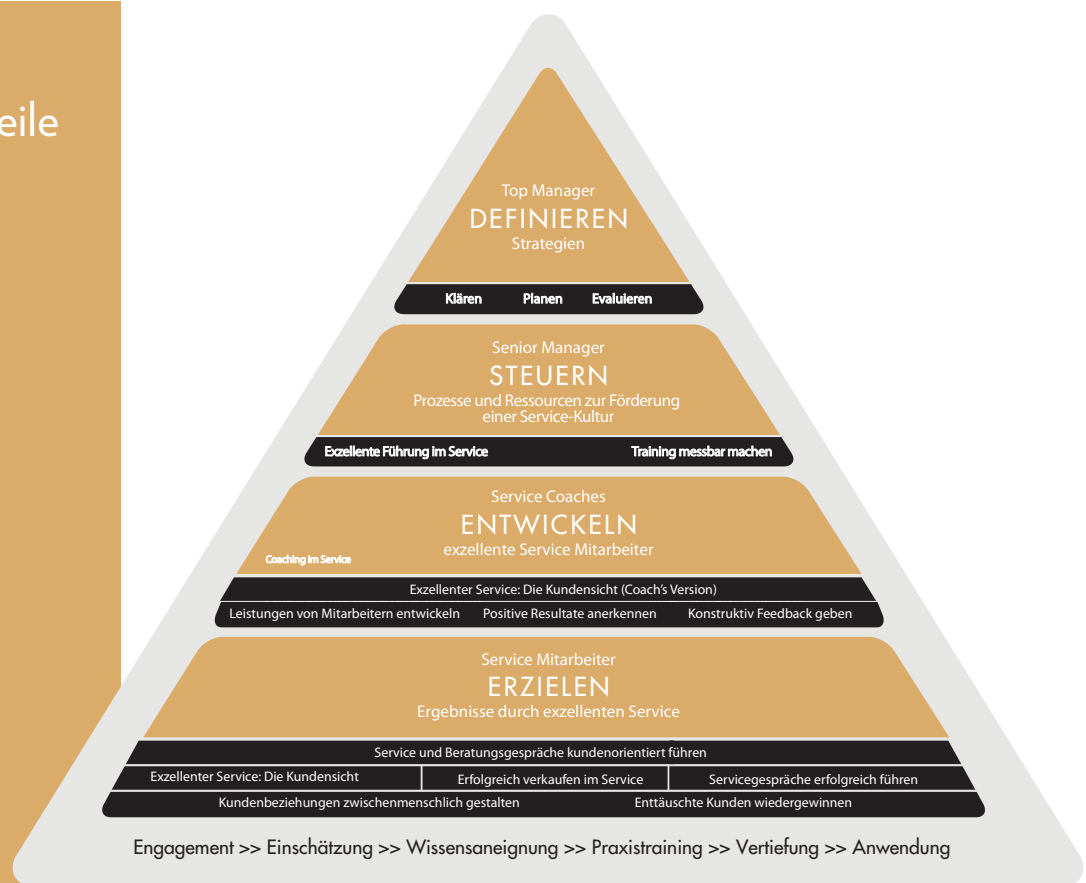 eile
Top Manager
DEFINIEREN
Strategien
Klären Planen Evaluieren
Senior Manager
STEUERN
Prozesse und Ressourcen zur Förderung
einer Service-Kultur
Exzellente Führung im Service Training messbar machen
Service Coaches
ENTWICKELN
exzellente Service Mitarbeiter
Coaching im Service
Exzellenter Service: Die Kundensicht (Coach's Version)
Leistungen von Mitarbeitern entwickeln Positive Resultate anerkennen Konstruktiv Feedback geben
Service Mitarbeiter
ERZIELEN
Ergebnisse durch exzellenten Service
Service und Beratungsgespräche kundenorientiert führen
Exzellenter Service: Die Kundensicht Erfolgreich verkaufen im Service Servicegespräche erfolgreich führen
Kundenbeziehungen zwischenmenschlich gestalten Enttäuschte Kunden wiedergewinnen
Engagement >> Einschätzung >> Wissensaneignung >> Praxistraining >> Vertiefung >> Anwendung